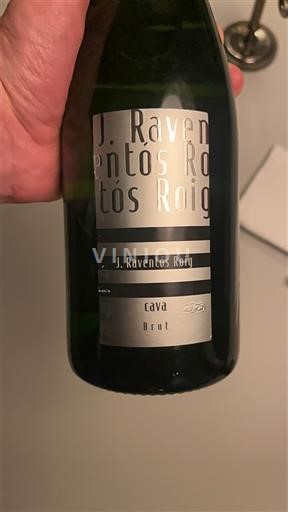 J. Raven
entós Ro
tós Roig
VINIOU
J. Raventós Roig
cava
Brut